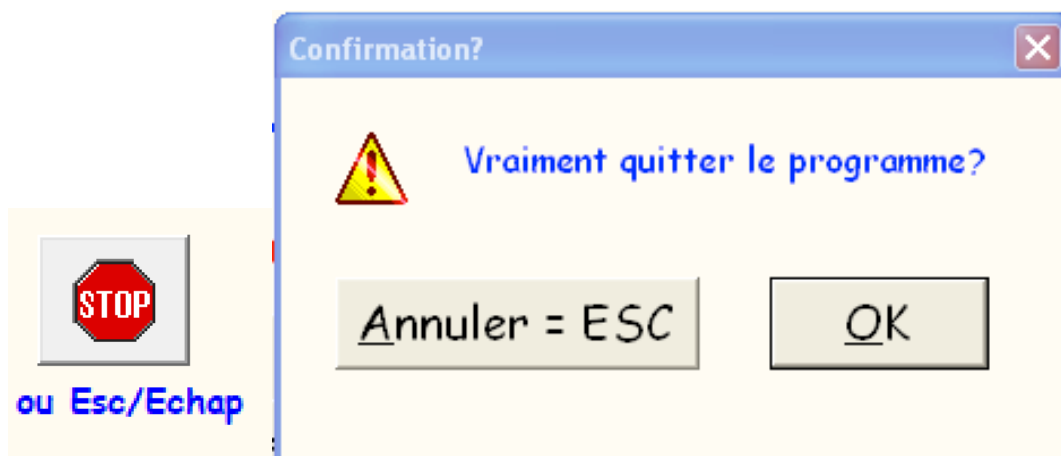 Confirmation?
Vraiment quitter le programme?
STOP
Annuler = ESC
OK
ou Esc/Echap